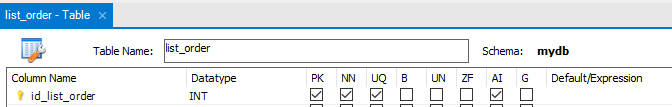 list_order - Table ×
Table Name: list_order Schema: mydb
Column Name Datatype PK NN UQ B UN ZF AI G Default/Expression
id_list_order INT